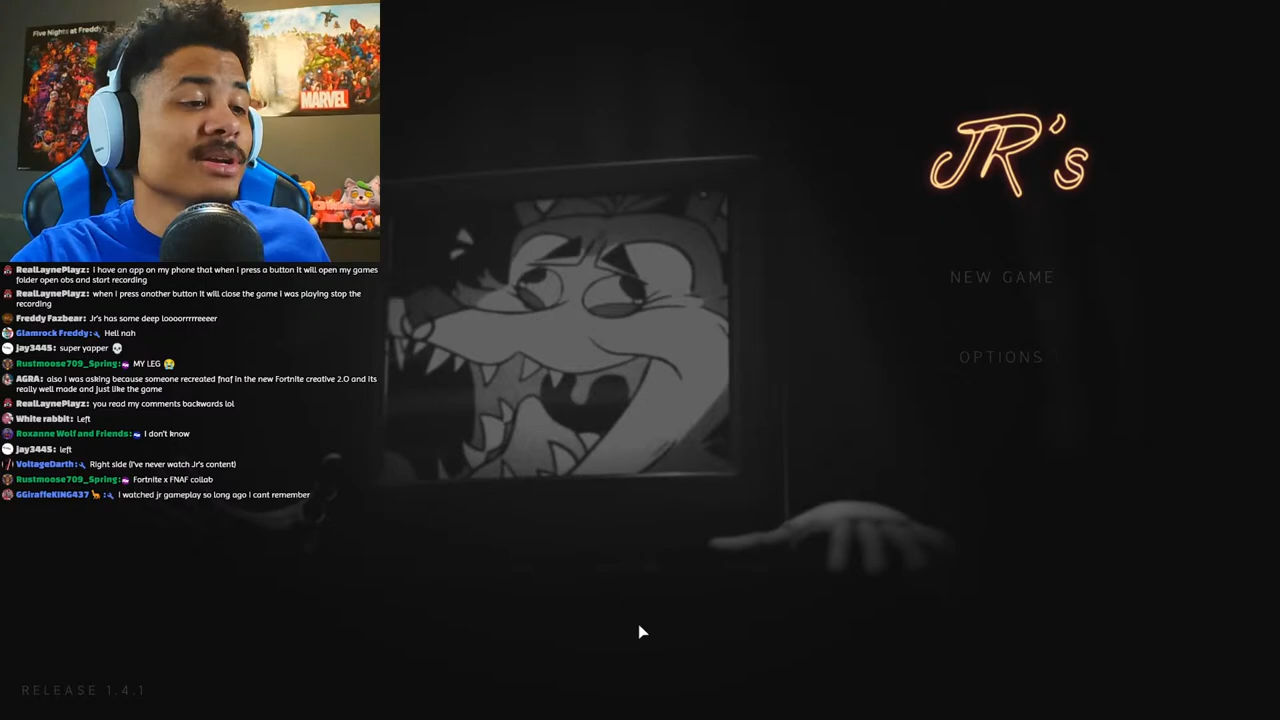 Five Nights at Freddy's
MARVEL
JR's
NEW GAME
OPTIONS
RealLaynePlayz: i have an app on my phone that when i press a button it will open my games
folder open obs and start recording
RealLaynePlayz: when i press another button it will close the game I was playing stop the
recording
Freddy Fazbear: Jr's has some deep loooorrrrreeeer
Glamrock Freddy: Hell nah
jay3445: super yapper 💀
Rustmoose709_Spring: MY LEG 😭
AGRA: also I was asking because someone recreated fnaf in the new Fortnite creative 2.0 and its
really well made and just like the game
RealLaynePlayz: you read my comments backwards lol
White rabbit: Left
Roxanne Wolf and Friends: I don't know
jay3445: left
VoltageDarth: Right side (I've never watch Jr's content)
Rustmoose709_Spring: Fortnite x FNAF collab
GGiraffeKING437 🦒: I watched jr gameplay so long ago I cant remember
RELEASE 1.4.1